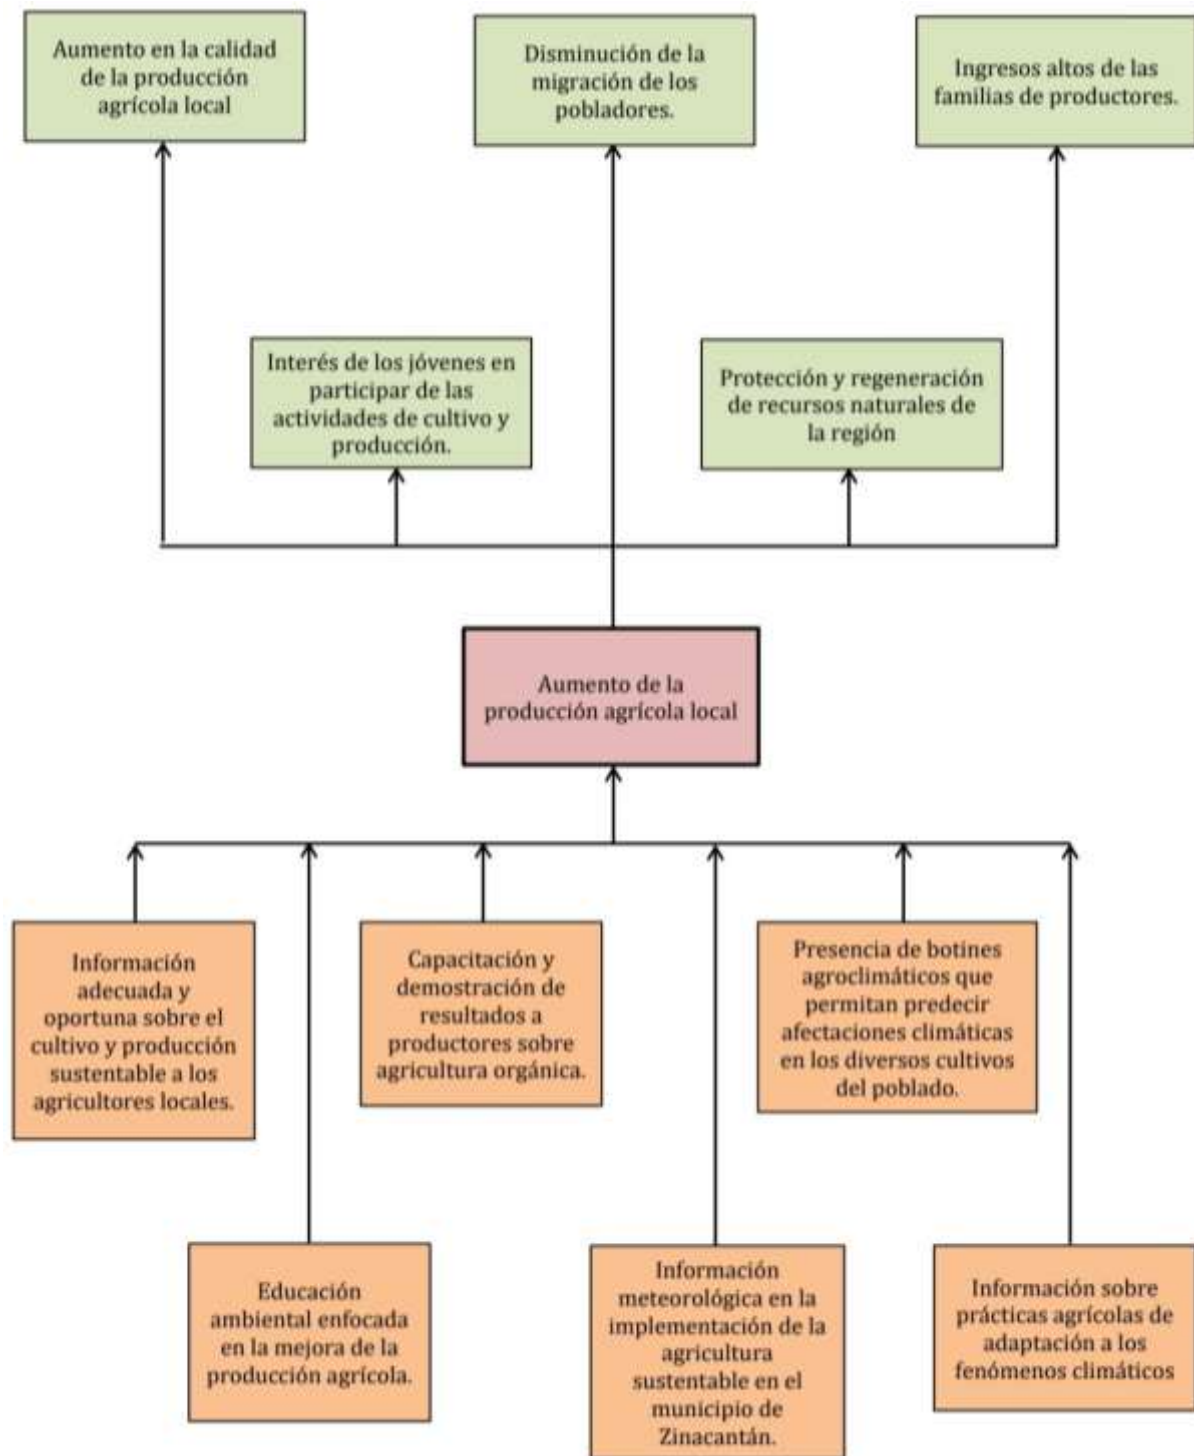 Aumento en la calidad
de la producción
agrícola local
Disminución de la
migración de los
pobladores.
Ingresos altos de las
familias de productores.
Interés de los jóvenes en
participar de las
actividades de cultivo y
producción.
Protección y regeneración
de recursos naturales de
la región
Aumento de la
producción agrícola local
Información
adecuada y
oportuna sobre el
cultivo y producción
sustentable a los
agricultores locales.
Capacitación y
demostración de
resultados a
productores sobre
agricultura orgánica.
Presencia de botines
agroclimáticos que
permitan predecir
afectaciones climáticas
en los diversos cultivos
del poblado.
Educación
ambiental enfocada
en la mejora de la
producción agrícola.
Información
meteorológica en la
implementación de la
agricultura
sustentable en el
municipio de
Zinacantán.
Información sobre
prácticas agrícolas de
adaptación a los
fenómenos climáticos